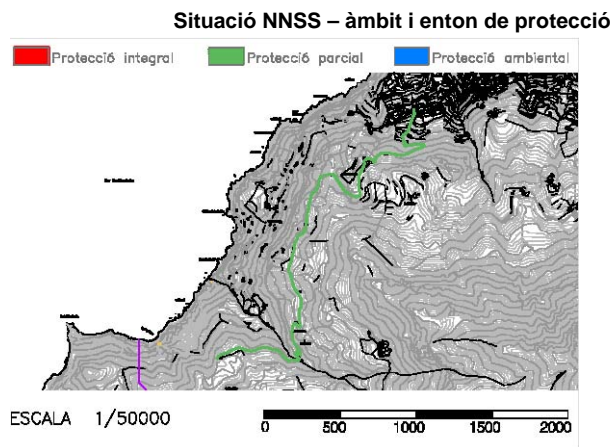 Situació NNSS – àmbit i enton de protecció
Protecció integral Protecció parcial Protecció ambiental
ESCALA 1/50000
0 500 1000 1500 2000